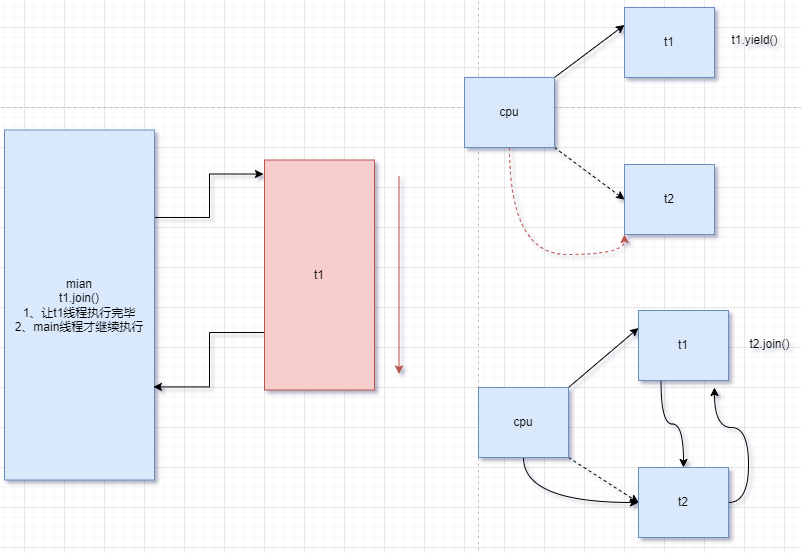 mian
t1.join()
1、让t1线程执行完毕
2、main线程才继续执行
t1
cpu
t1
t1.yield()
t2
cpu
t1
t2.join()
t2